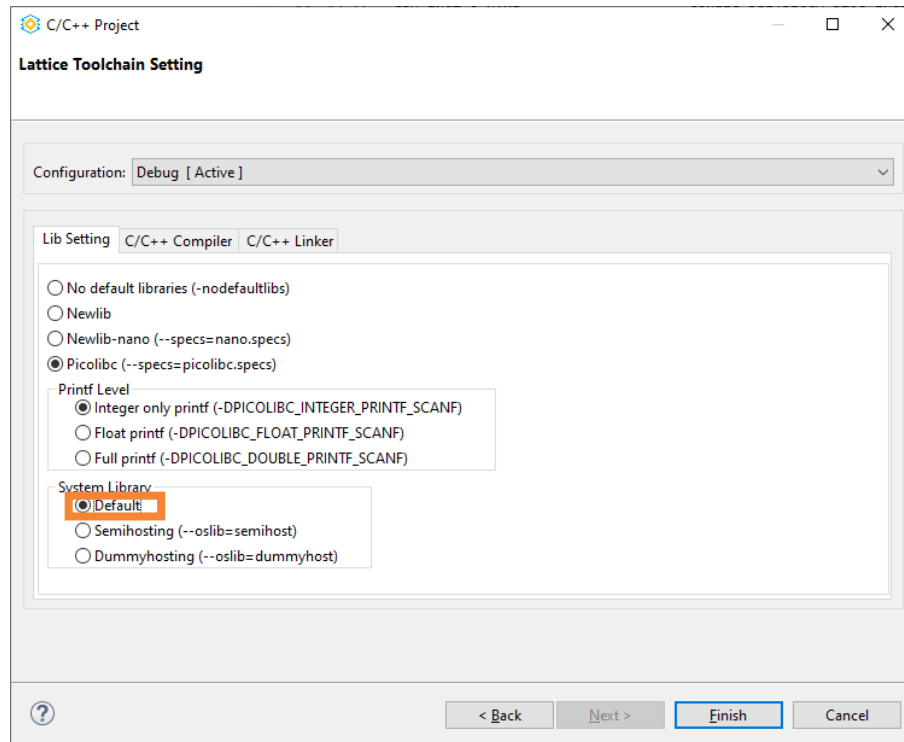 C/C++ Project
Lattice Toolchain Setting
Configuration: Debug [ Active ]
Lib Setting C/C++ Compiler C/C++ Linker
No default libraries (-nodefaultlibs)
Newlib
Newlib-nano (--specs=nano.specs)
Picolibc (--specs=picolibc.specs)
Printf Level
Integer only printf (-DPICOLIBC_INTEGER_PRINTF_SCANF)
Float printf (-DPICOLIBC_FLOAT_PRINTF_SCANF)
Full printf (-DPICOLIBC_DOUBLE_PRINTF_SCANF)
System Library
Default
Semihosting (--oslib=semihost)
Dummyhosting (--oslib=dummyhost)
? < Back Next > Finish Cancel